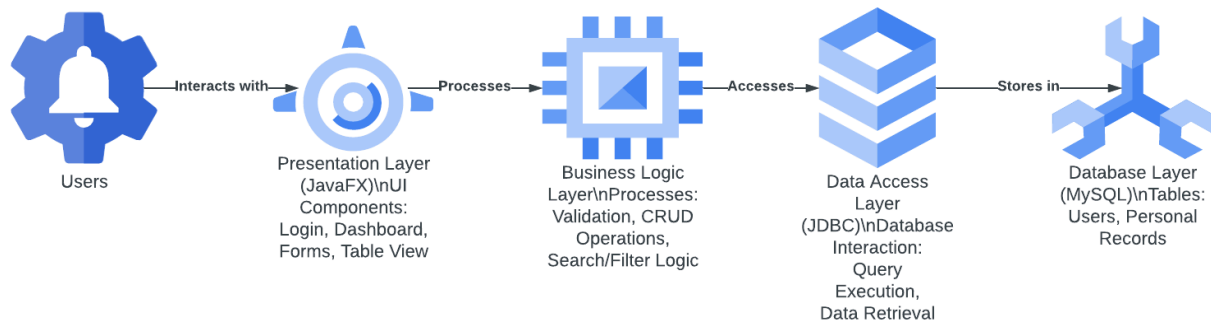 Interacts with
Processes
Accesses
Stores in
Users
Presentation Layer
(JavaFX)\nUI
Components:
Login, Dashboard,
Forms, Table View
Business Logic
Layer\nProcesses:
Validation, CRUD
Operations,
Search/Filter Logic
Data Access
Layer
(JDBC)\nDatabase
Interaction:
Query
Execution,
Data Retrieval
Database Layer
(MySQL)\nTables:
Users, Personal
Records